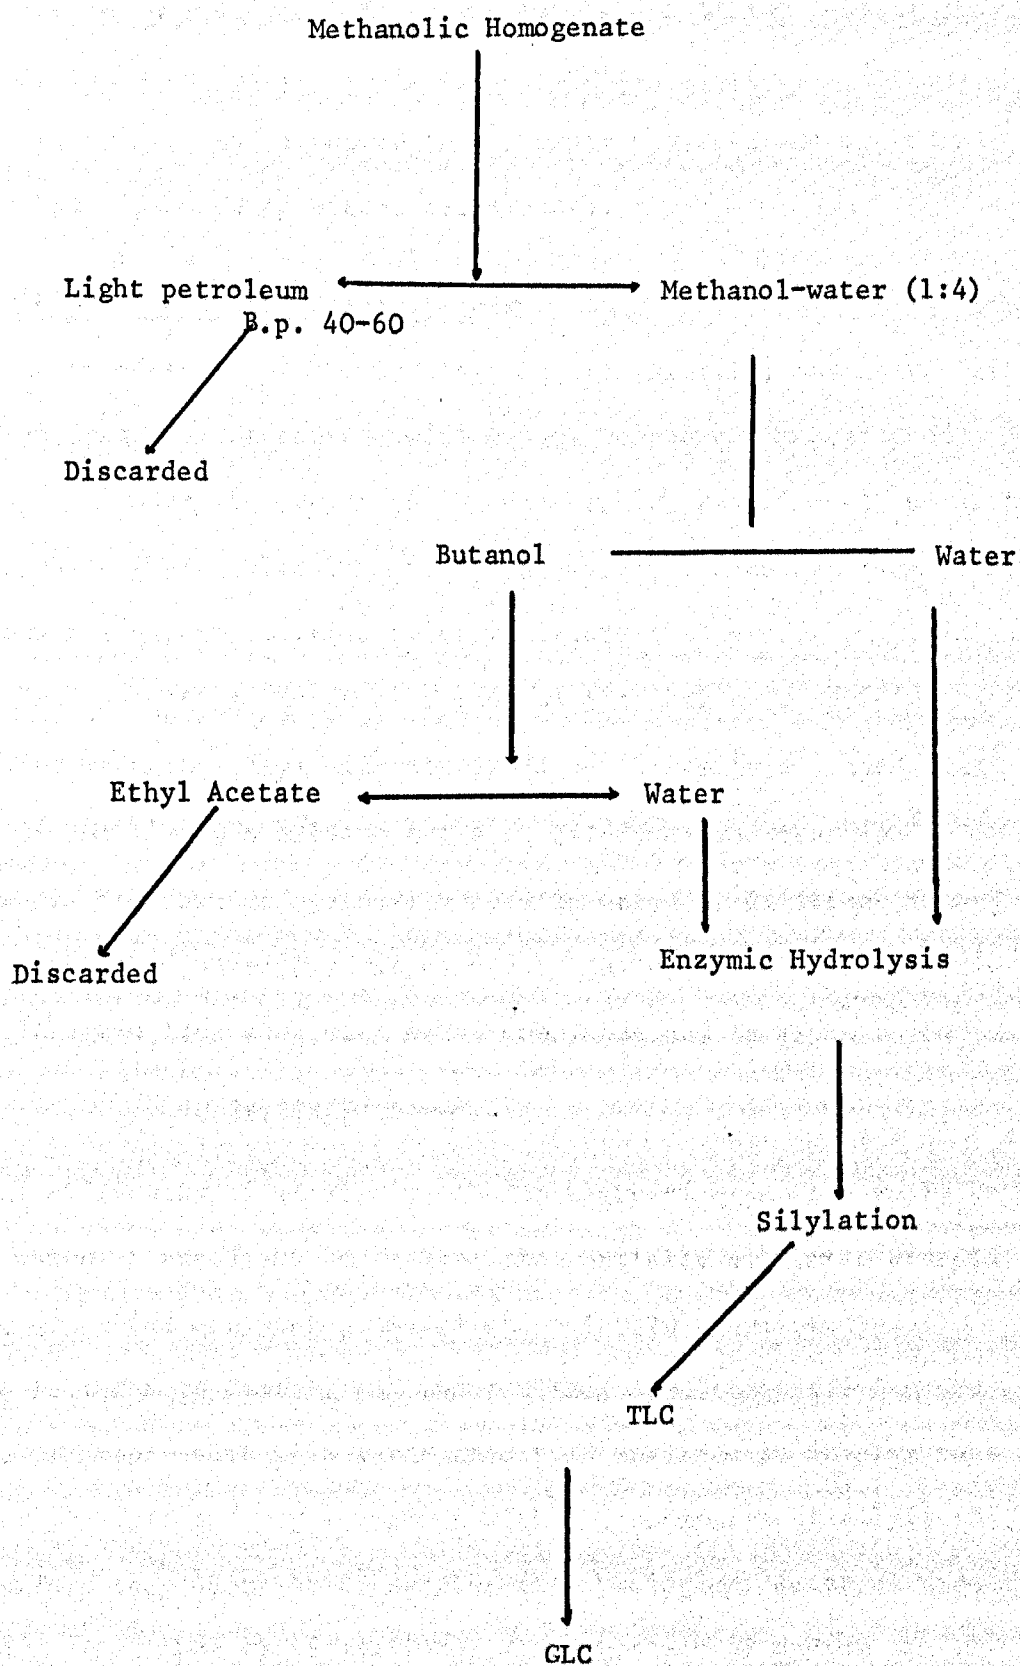 Methanolic Homogenate
Light petroleum
B.p. 40-60
Methanol-water (1:4)
Discarded
Butanol
Water
Ethyl Acetate
Water
Discarded
Enzymic Hydrolysis
Silylation
TLC
GLC